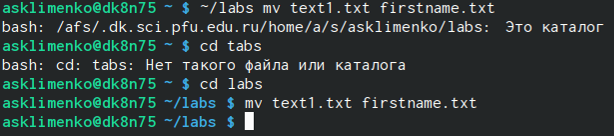 asklimenko@dk8n75 ~ $ ~/labs mv text1.txt firstname.txt
bash: /afs/.dk.sci.pfu.edu.ru/home/a/s/asklimenko/labs: Это каталог
asklimenko@dk8n75 ~ $ cd tabs
bash: cd: tabs: Нет такого файла или каталога
asklimenko@dk8n75 ~ $ cd labs
asklimenko@dk8n75 ~/labs $ mv text1.txt firstname.txt
asklimenko@dk8n75 ~/labs $